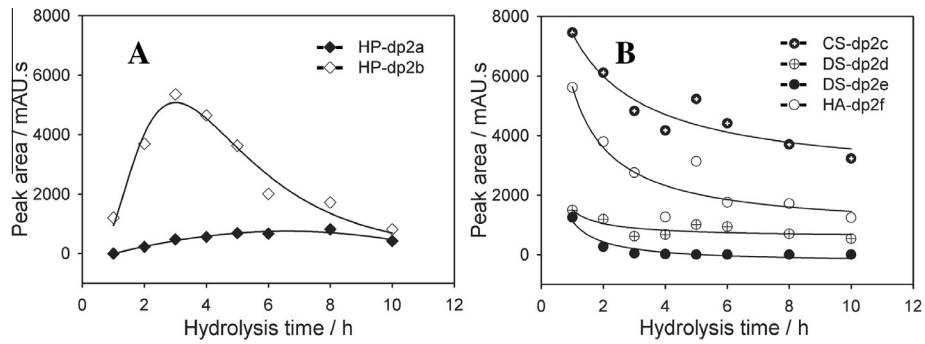 A
HP-dp2a
HP-dp2b
8000
6000
4000
2000
0
Peak area / mAU.s
0 2 4 6 8 10 12
Hydrolysis time / h
B
CS-dp2c
DS-dp2d
DS-dp2e
HA-dp2f
8000
6000
4000
2000
0
Peak area / mAU.s
0 2 4 6 8 10 12
Hydrolysis time / h